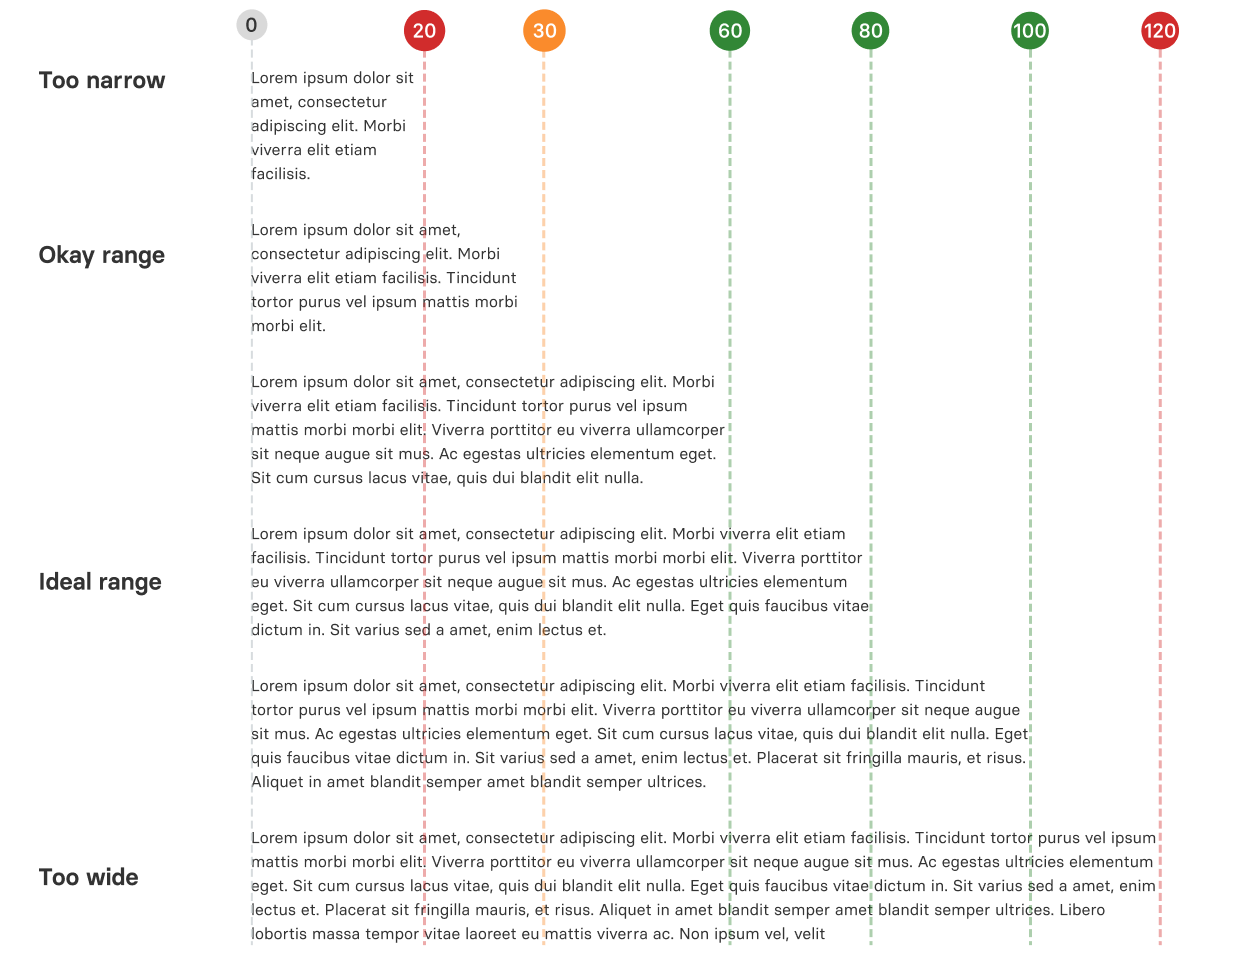 0 20 30 60 80 100 120
Too narrow
Lorem ipsum dolor sit
amet, consectetur
adipiscing elit. Morbi
viverra elit etiam
facilisis.
Okay range
Lorem ipsum dolor sit amet,
consectetur adipiscing elit. Morbi
viverra elit etiam facilisis. Tincidunt
tortor purus vel ipsum mattis morbi
morbi elit.
Lorem ipsum dolor sit amet, consectetur adipiscing elit. Morbi
viverra elit etiam facilisis. Tincidunt tortor purus vel ipsum
mattis morbi morbi elit. Viverra porttitor eu viverra ullamcorper
sit neque augue sit mus. Ac egestas ultricies elementum eget.
Sit cum cursus lacus vitae, quis dui blandit elit nulla.
Ideal range
Lorem ipsum dolor sit amet, consectetur adipiscing elit. Morbi viverra elit etiam
facilisis. Tincidunt tortor purus vel ipsum mattis morbi morbi elit. Viverra porttitor
eu viverra ullamcorper sit neque augue sit mus. Ac egestas ultricies elementum
eget. Sit cum cursus lacus vitae, quis dui blandit elit nulla. Eget quis faucibus vitae
dictum in. Sit varius sed a amet, enim lectus et.
Lorem ipsum dolor sit amet, consectetur adipiscing elit. Morbi viverra elit etiam facilisis. Tincidunt
tortor purus vel ipsum mattis morbi morbi elit. Viverra porttitor eu viverra ullamcorper sit neque augue
sit mus. Ac egestas ultricies elementum eget. Sit cum cursus lacus vitae, quis dui blandit elit nulla. Eget
quis faucibus vitae dictum in. Sit varius sed a amet, enim lectus et. Placerat sit fringilla mauris, et risus.
Aliquet in amet blandit semper amet blandit semper ultrices.
Too wide
Lorem ipsum dolor sit amet, consectetur adipiscing elit. Morbi viverra elit etiam facilisis. Tincidunt tortor purus vel ipsum
mattis morbi morbi elit. Viverra porttitor eu viverra ullamcorper sit neque augue sit mus. Ac egestas ultricies elementum
eget. Sit cum cursus lacus vitae, quis dui blandit elit nulla. Eget quis faucibus vitae dictum in. Sit varius sed a amet, enim
lectus et. Placerat sit fringilla mauris, et risus. Aliquet in amet blandit semper amet blandit semper ultrices. Libero
lobortis massa tempor vitae laoreet eu mattis viverra ac. Non ipsum vel, velit